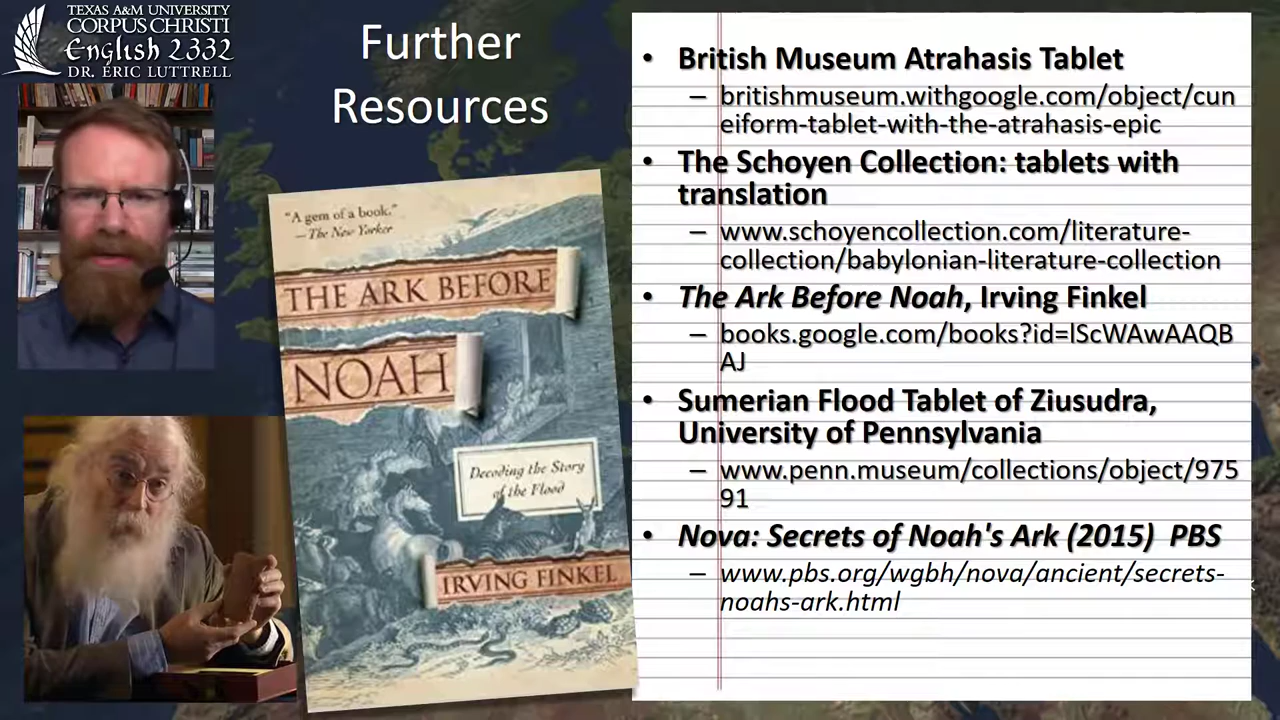 TEXAS A&M UNIVERSITY
CORPUS CHRISTI
English 2332
DR. ERIC LUTTRELL
Further
Resources
"A gem of a book."
—The New Yorker
THE ARK BEFORE
NOAH
Decoding the Story
of the Flood
IRVING FINKEL
• British Museum Atrahasis Tablet
– britishmuseum.withgoogle.com/object/cun
eiform-tablet-with-the-atrahasis-epic
• The Schoyen Collection: tablets with
translation
– www.schoyencollection.com/literature-
collection/babylonian-literature-collection
• The Ark Before Noah, Irving Finkel
– books.google.com/books?id=lScWAwAAQB
AJ
• Sumerian Flood Tablet of Ziusudra,
University of Pennsylvania
– www.penn.museum/collections/object/975
91
• Nova: Secrets of Noah's Ark (2015)  PBS
– www.pbs.org/wgbh/nova/ancient/secrets-
noahs-ark.html